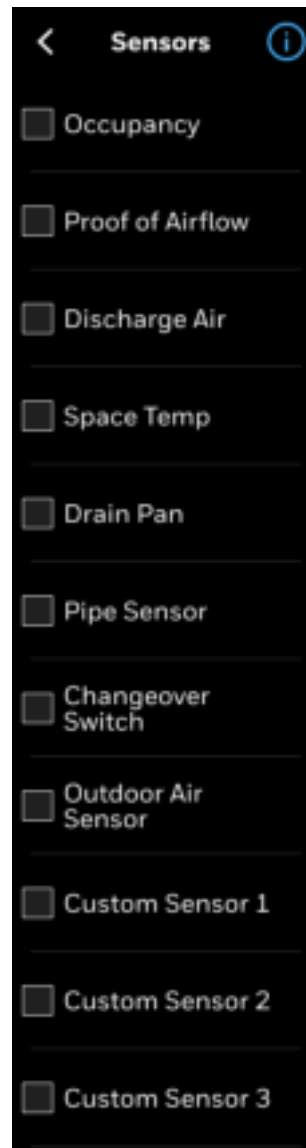 Sensors
Occupancy
Proof of Airflow
Discharge Air
Space Temp
Drain Pan
Pipe Sensor
Changeover
Switch
Outdoor Air
Sensor
Custom Sensor 1
Custom Sensor 2
Custom Sensor 3